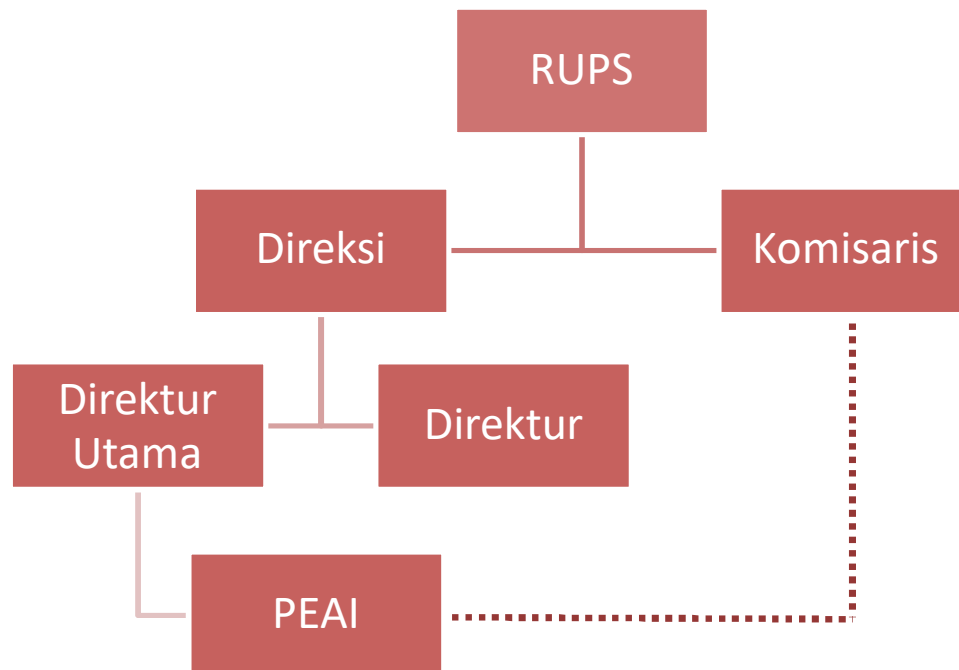 RUPS
Direksi
Komisaris
Direktur
Utama
Direktur
PEAI